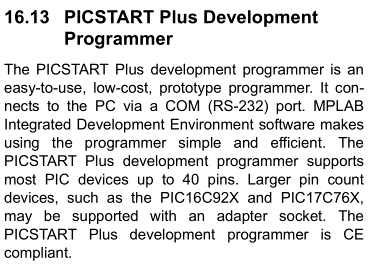 16.13 PICSTART Plus Development
Programmer
The PICSTART Plus development programmer is an
easy-to-use, low-cost, prototype programmer. It con-
nects to the PC via a COM (RS-232) port. MPLAB
Integrated Development Environment software makes
using the programmer simple and efficient. The
PICSTART Plus development programmer supports
most PIC devices up to 40 pins. Larger pin count
devices, such as the PIC16C92X and PIC17C76X,
may be supported with an adapter socket. The
PICSTART Plus development programmer is CE
compliant.